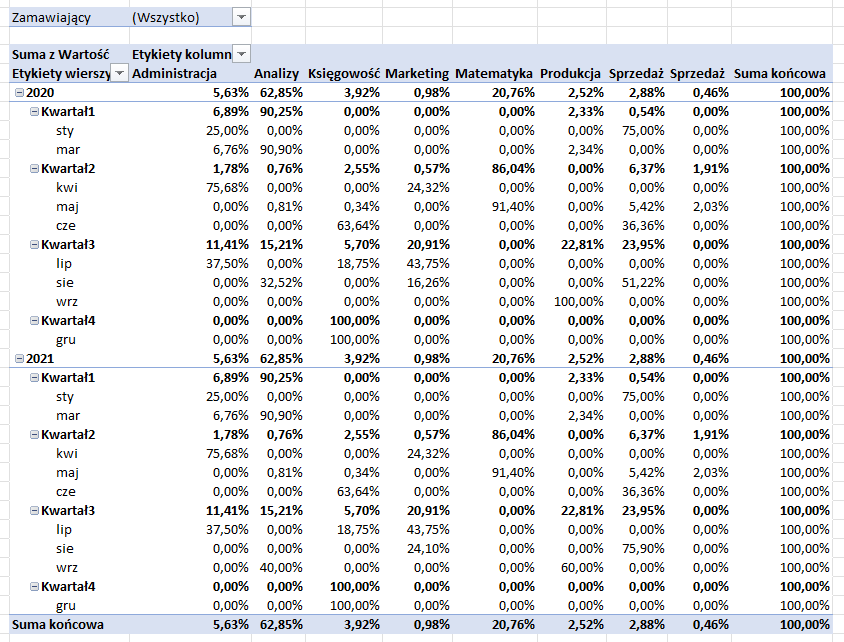 Zamawiający (Wszystko)
Suma z Wartość Etykiety kolumn
Etykiety wierszy Administracja Analizy Księgowość Marketing Matematyka Produkcja Sprzedaż Sprzedaż Suma końcowa
2020 5,63% 62,85% 3,92% 0,98% 20,76% 2,52% 2,88% 0,46% 100,00%
Kwartał1 6,89% 90,25% 0,00% 0,00% 0,00% 2,33% 0,54% 0,00% 100,00%
sty 25,00% 0,00% 0,00% 0,00% 0,00% 0,00% 75,00% 0,00% 100,00%
mar 6,76% 90,90% 0,00% 0,00% 0,00% 2,34% 0,00% 0,00% 100,00%
Kwartał2 1,78% 0,76% 2,55% 0,57% 86,04% 0,00% 6,37% 1,91% 100,00%
kwi 75,68% 0,00% 0,00% 24,32% 0,00% 0,00% 0,00% 0,00% 100,00%
maj 0,00% 0,81% 0,34% 0,00% 91,40% 0,00% 5,42% 2,03% 100,00%
cze 0,00% 0,00% 63,64% 0,00% 0,00% 0,00% 36,36% 0,00% 100,00%
Kwartał3 11,41% 15,21% 5,70% 20,91% 0,00% 22,81% 23,95% 0,00% 100,00%
lip 37,50% 0,00% 18,75% 43,75% 0,00% 0,00% 0,00% 0,00% 100,00%
sie 0,00% 32,52% 0,00% 16,26% 0,00% 0,00% 51,22% 0,00% 100,00%
wrz 0,00% 0,00% 0,00% 0,00% 0,00% 100,00% 0,00% 0,00% 100,00%
Kwartał4 0,00% 0,00% 100,00% 0,00% 0,00% 0,00% 0,00% 0,00% 100,00%
gru 0,00% 0,00% 100,00% 0,00% 0,00% 0,00% 0,00% 0,00% 100,00%
2021 5,63% 62,85% 3,92% 0,98% 20,76% 2,52% 2,88% 0,46% 100,00%
Kwartał1 6,89% 90,25% 0,00% 0,00% 0,00% 2,33% 0,54% 0,00% 100,00%
sty 25,00% 0,00% 0,00% 0,00% 0,00% 0,00% 75,00% 0,00% 100,00%
mar 6,76% 90,90% 0,00% 0,00% 0,00% 2,34% 0,00% 0,00% 100,00%
Kwartał2 1,78% 0,76% 2,55% 0,57% 86,04% 0,00% 6,37% 1,91% 100,00%
kwi 75,68% 0,00% 0,00% 24,32% 0,00% 0,00% 0,00% 0,00% 100,00%
maj 0,00% 0,81% 0,34% 0,00% 91,40% 0,00% 5,42% 2,03% 100,00%
cze 0,00% 0,00% 63,64% 0,00% 0,00% 0,00% 36,36% 0,00% 100,00%
Kwartał3 11,41% 15,21% 5,70% 20,91% 0,00% 22,81% 23,95% 0,00% 100,00%
lip 37,50% 0,00% 18,75% 43,75% 0,00% 0,00% 0,00% 0,00% 100,00%
sie 0,00% 0,00% 0,00% 24,10% 0,00% 0,00% 75,90% 0,00% 100,00%
wrz 0,00% 40,00% 0,00% 0,00% 0,00% 60,00% 0,00% 0,00% 100,00%
Kwartał4 0,00% 0,00% 100,00% 0,00% 0,00% 0,00% 0,00% 0,00% 100,00%
gru 0,00% 0,00% 100,00% 0,00% 0,00% 0,00% 0,00% 0,00% 100,00%
Suma końcowa 5,63% 62,85% 3,92% 0,98% 20,76% 2,52% 2,88% 0,46% 100,00%